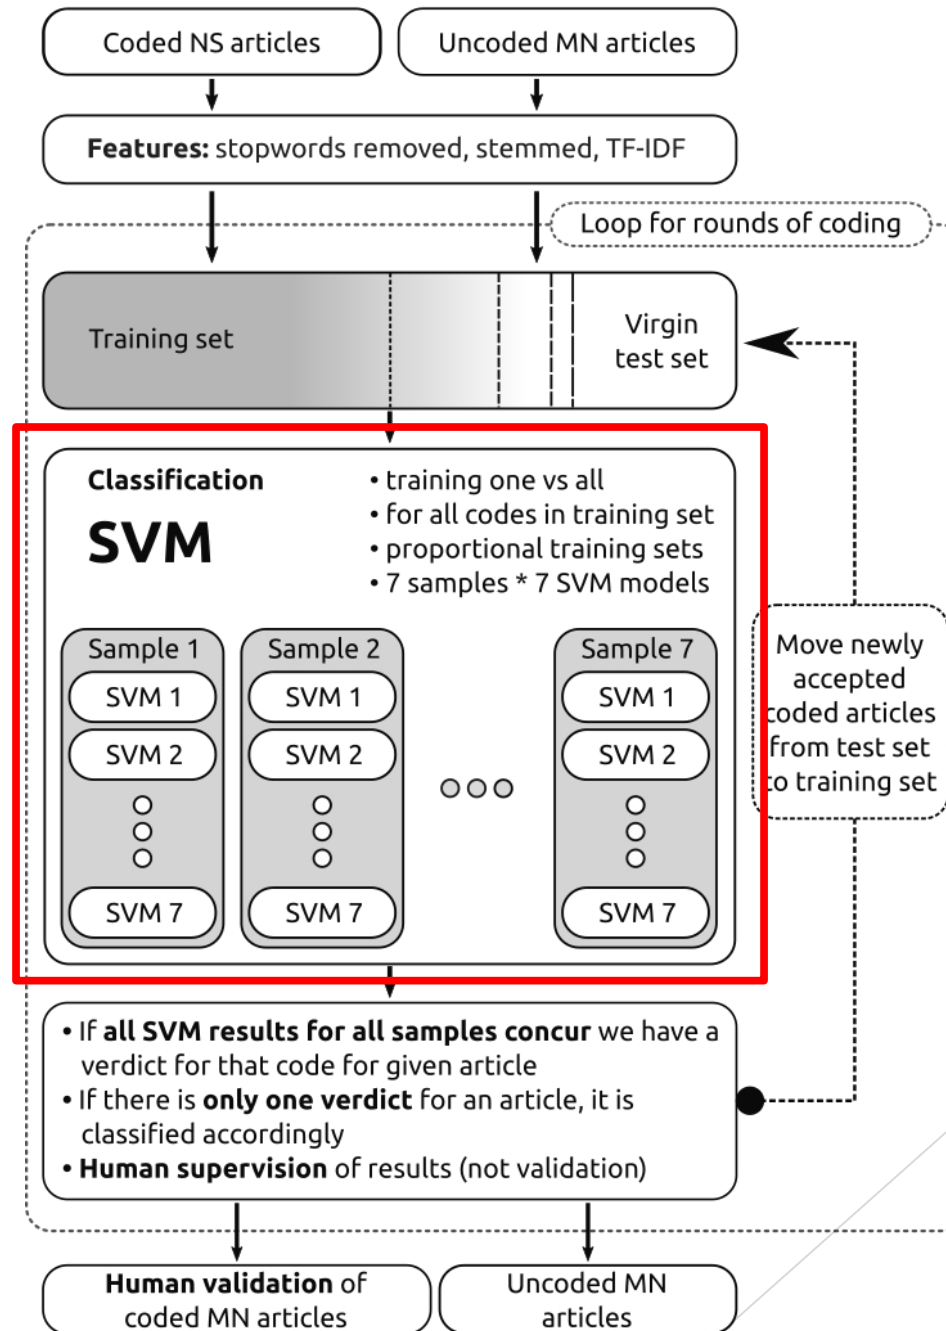 Coded NS articles
Uncoded MN articles
Features: stopwords removed, stemmed, TF-IDF
Loop for rounds of coding
Training set
Virgin
test set
Classification
SVM
• training one vs all
• for all codes in training set
• proportional training sets
• 7 samples * 7 SVM models
Sample 1
SVM 1
SVM 2
SVM 7
Sample 2
SVM 1
SVM 2
SVM 7
Sample 7
SVM 1
SVM 2
SVM 7
Move newly
accepted
coded articles
from test set
to training set
• If all SVM results for all samples concur we have a
verdict for that code for given article
• If there is only one verdict for an article, it is
classified accordingly
• Human supervision of results (not validation)
Human validation of
coded MN articles
Uncoded MN
articles